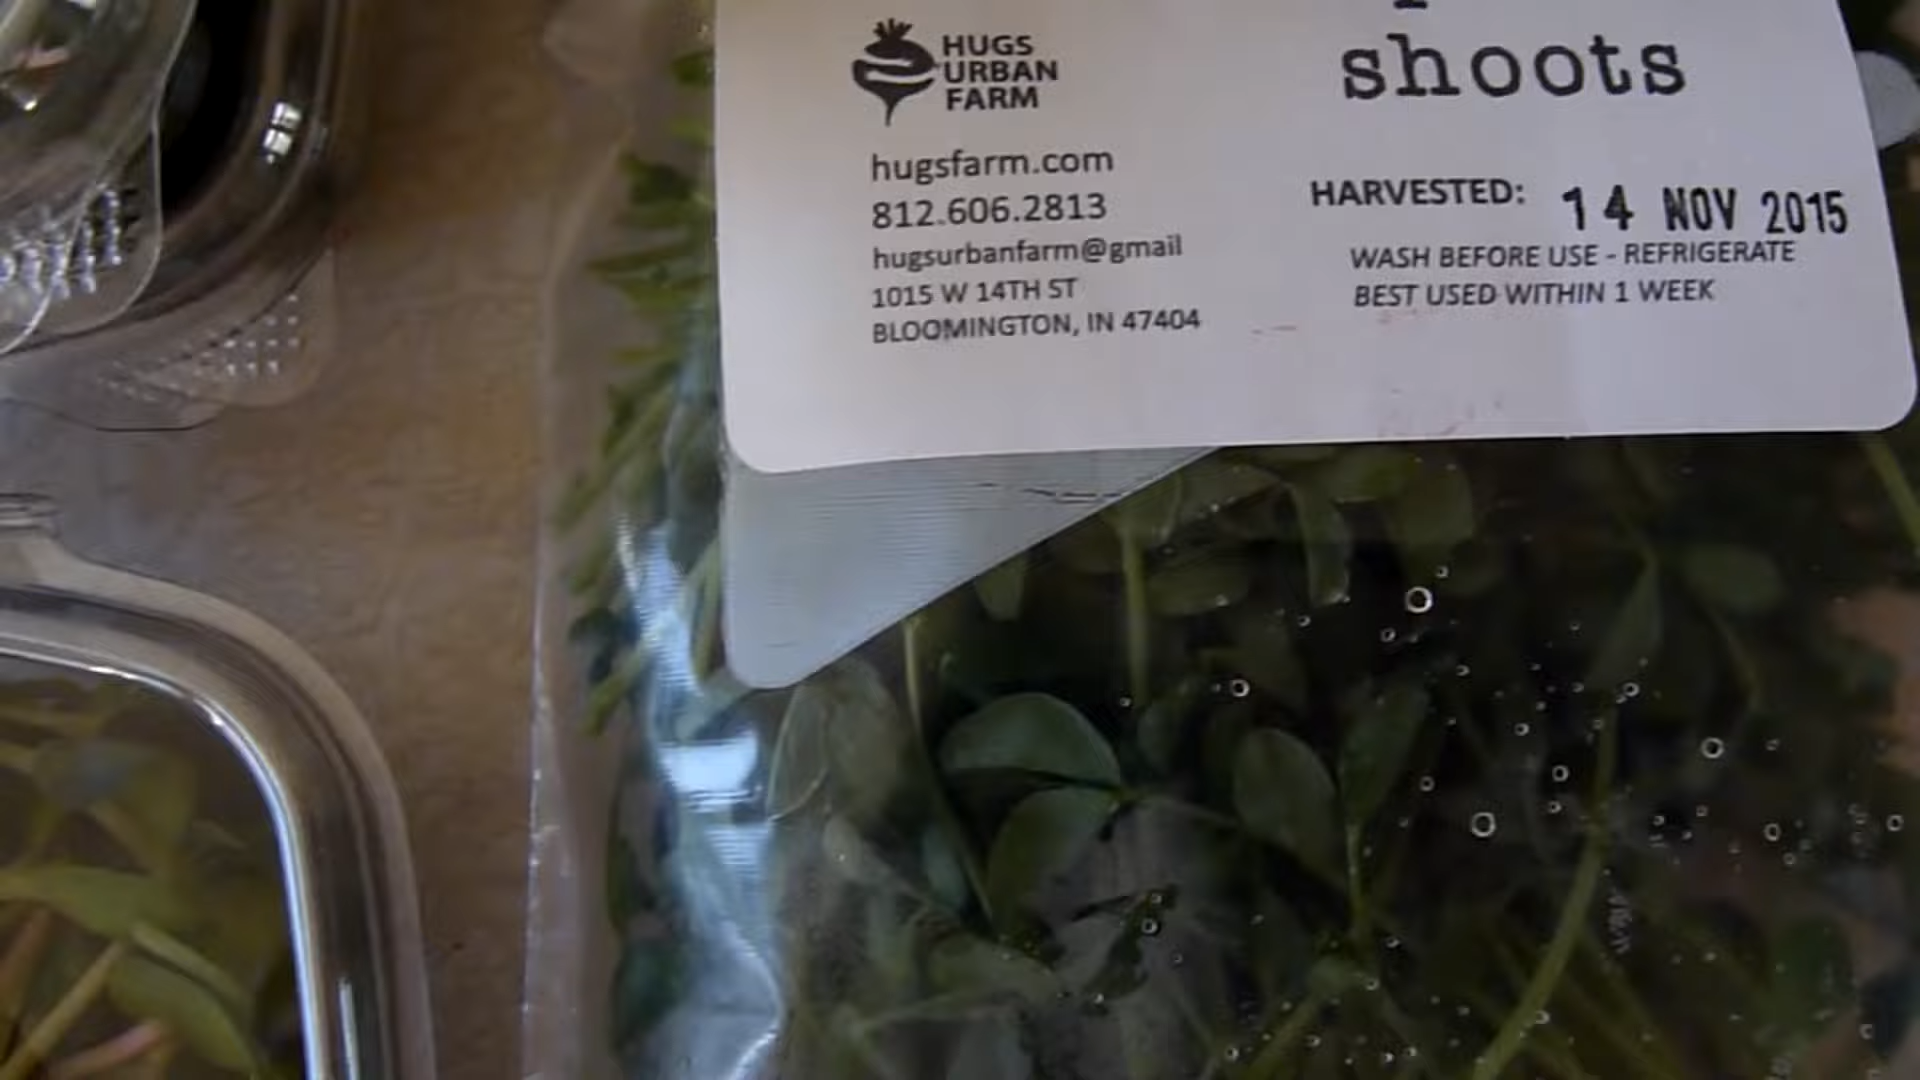 HUGS
URBAN
FARM
hugsfarm.com
812.606.2813
hugsurbanfarm@gmail
1015 W 14TH ST
BLOOMINGTON, IN 47404
shoots
HARVESTED: 14 NOV 2015
WASH BEFORE USE - REFRIGERATE
BEST USED WITHIN 1 WEEK